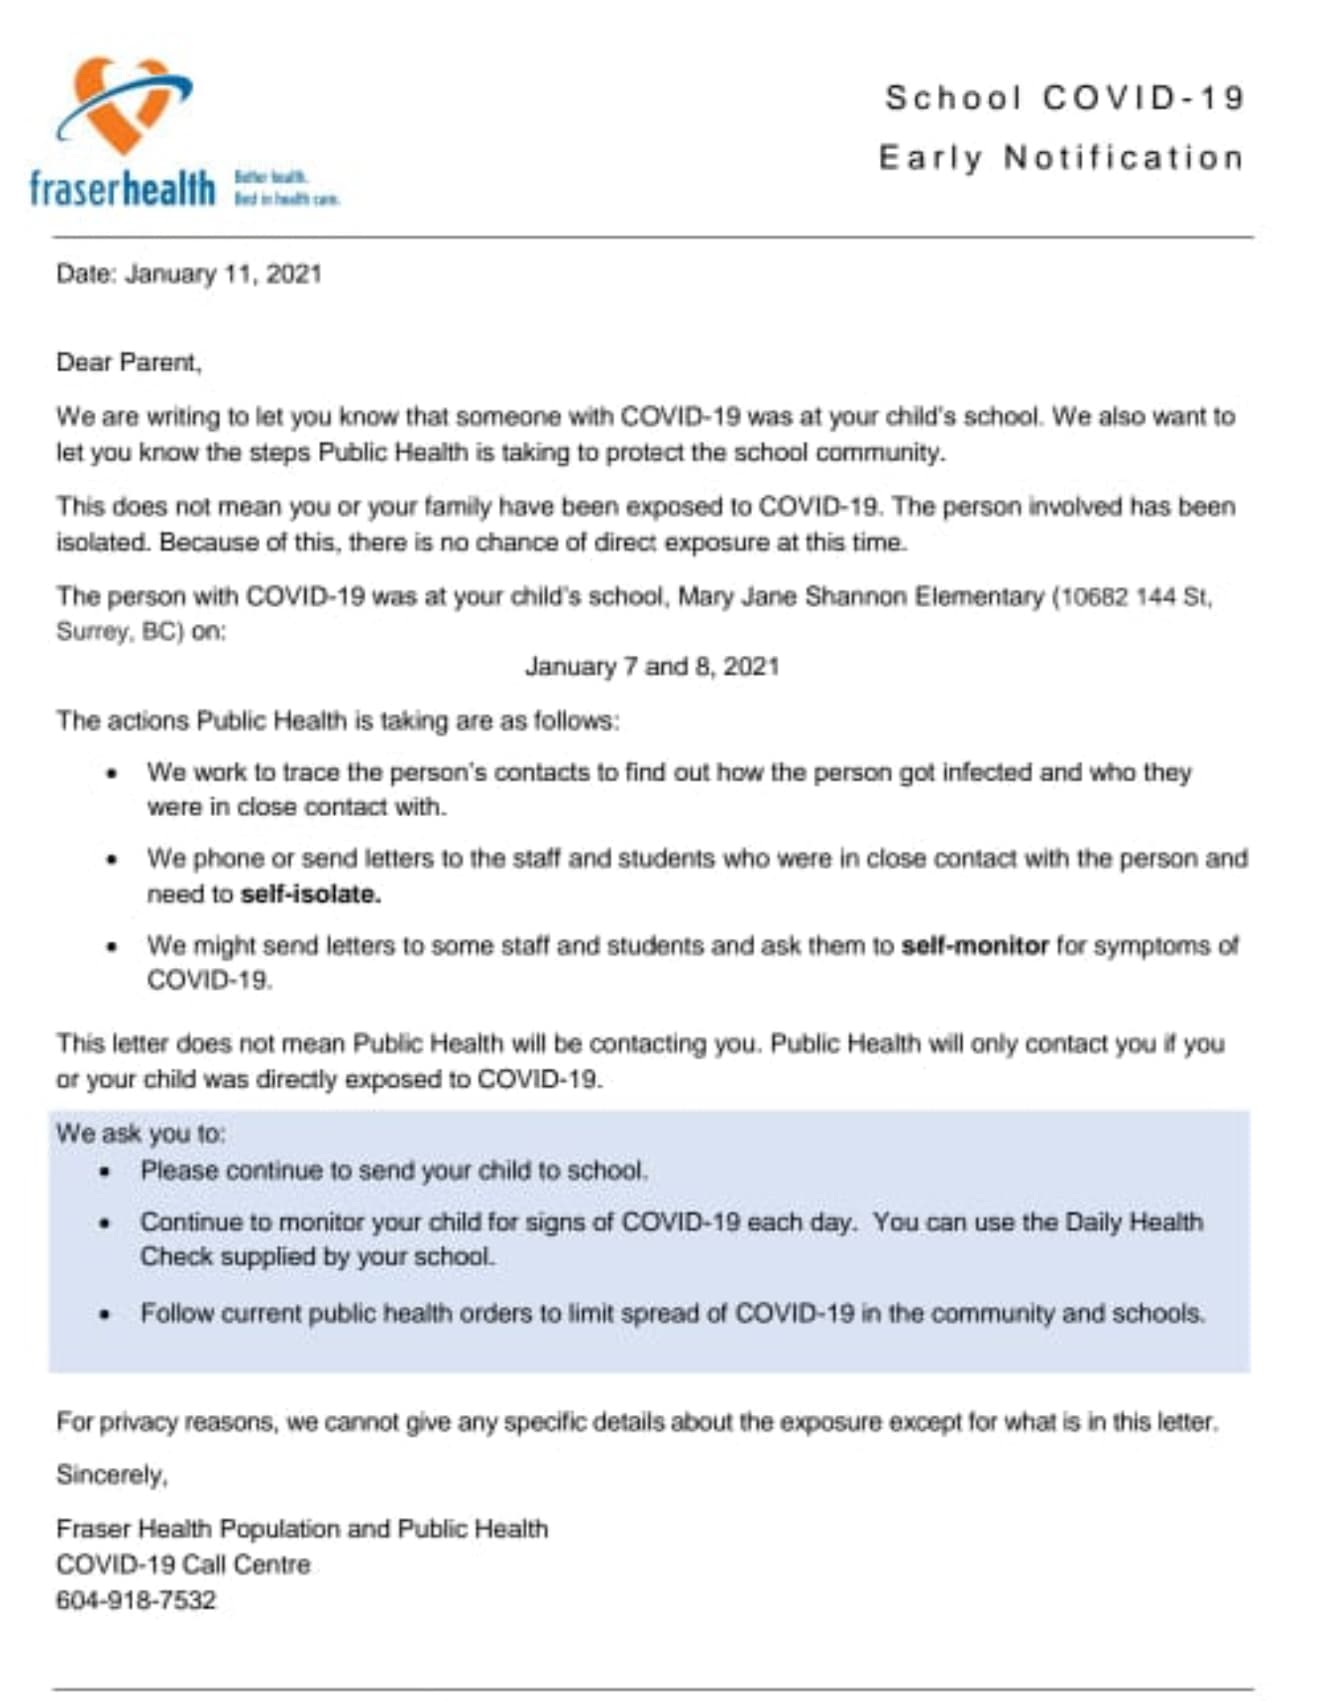 School COVID-19
Early Notification
fraserhealth
Better health.
Best in health care.
Date: January 11, 2021
Dear Parent,
We are writing to let you know that someone with COVID-19 was at your child's school. We also want to
let you know the steps Public Health is taking to protect the school community.
This does not mean you or your family have been exposed to COVID-19. The person involved has been
isolated. Because of this, there is no chance of direct exposure at this time.
The person with COVID-19 was at your child's school, Mary Jane Shannon Elementary (10682 144 St,
Surrey, BC) on:
January 7 and 8, 2021
The actions Public Health is taking are as follows:
• We work to trace the person's contacts to find out how the person got infected and who they
were in close contact with.
• We phone or send letters to the staff and students who were in close contact with the person and
need to self-isolate.
• We might send letters to some staff and students and ask them to self-monitor for symptoms of
COVID-19.
This letter does not mean Public Health will be contacting you. Public Health will only contact you if you
or your child was directly exposed to COVID-19.
We ask you to:
• Please continue to send your child to school.
• Continue to monitor your child for signs of COVID-19 each day.  You can use the Daily Health
Check supplied by your school.
• Follow current public health orders to limit spread of COVID-19 in the community and schools.
For privacy reasons, we cannot give any specific details about the exposure except for what is in this letter.
Sincerely,
Fraser Health Population and Public Health
COVID-19 Call Centre
604-918-7532